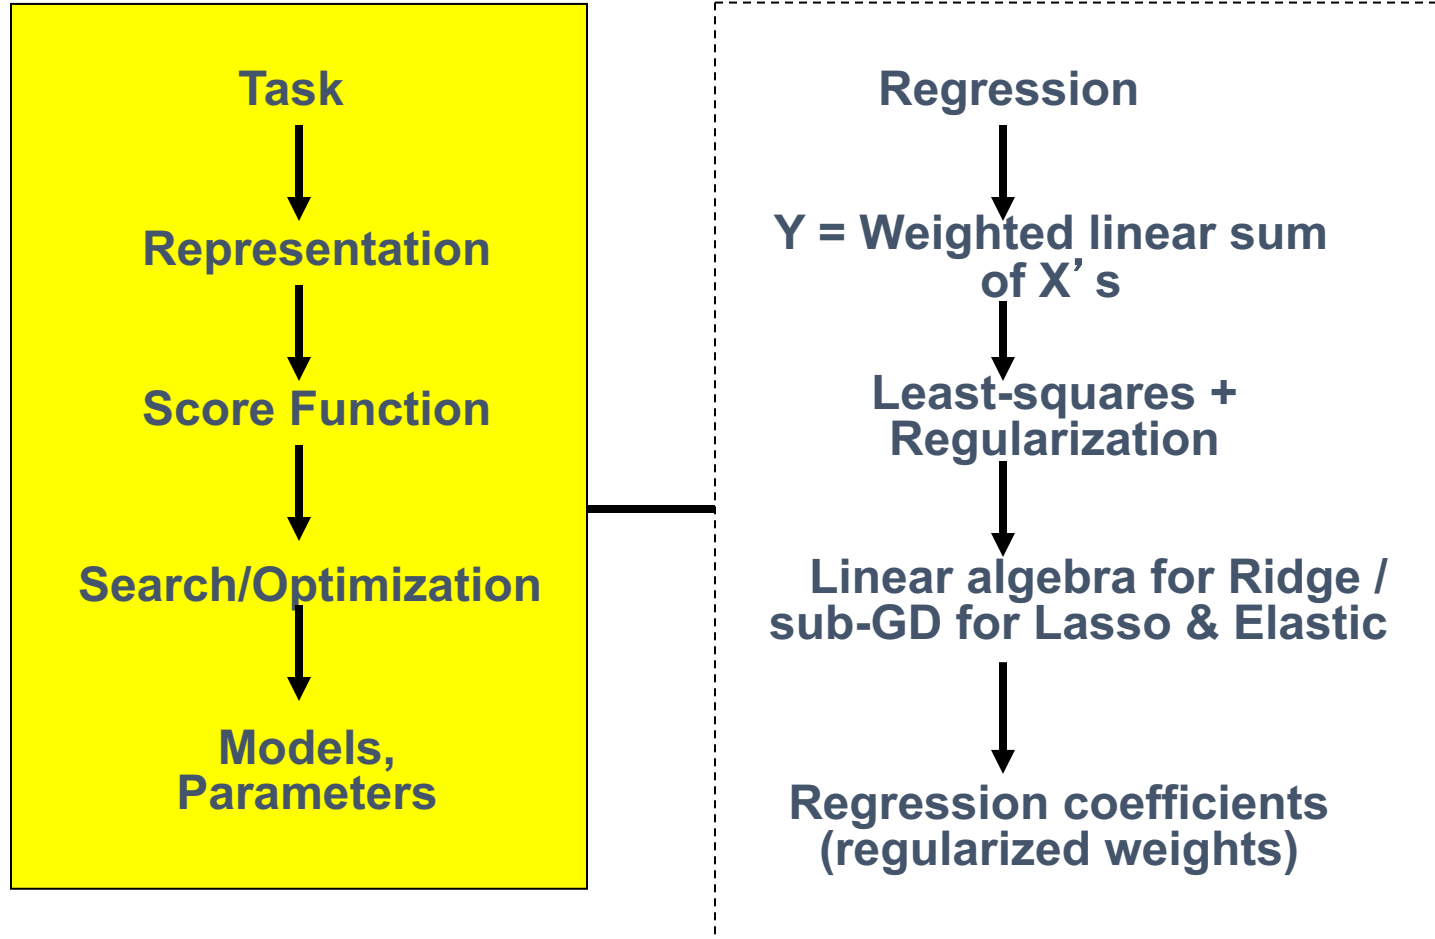 Task
Representation
Score Function
Search/Optimization
Models,
Parameters
Regression
Y = Weighted linear sum
of X’ s
Least-squares +
Regularization
Linear algebra for Ridge /
sub-GD for Lasso & Elastic
Regression coefficients
(regularized weights)